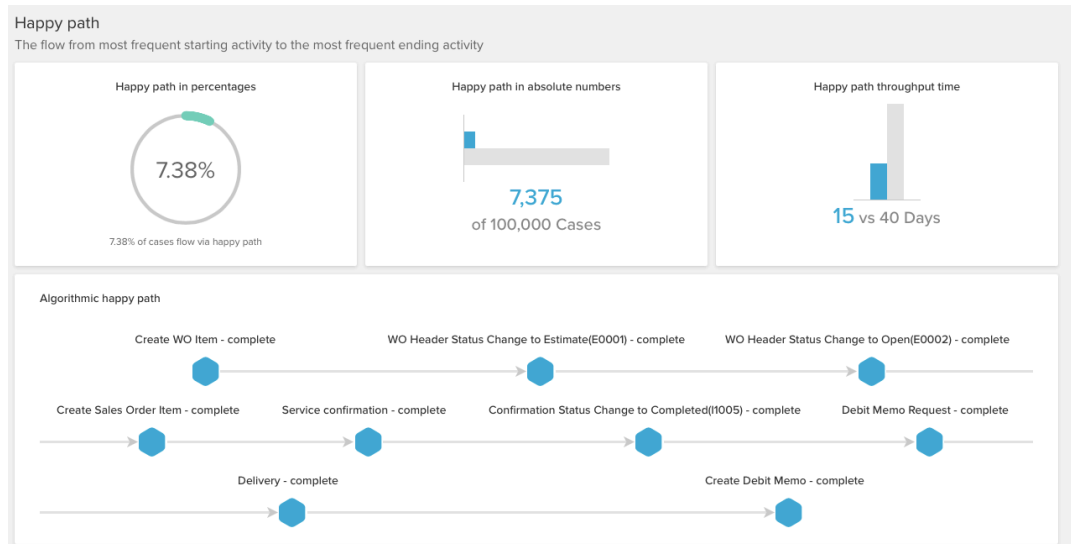 Happy path
The flow from most frequent starting activity to the most frequent ending activity
Happy path in percentages
7.38%
7.38% of cases flow via happy path
Happy path in absolute numbers
7,375
of 100,000 Cases
Happy path throughput time
15 vs 40 Days
Algorithmic happy path
Create WO Item - complete
WO Header Status Change to Estimate(E0001) - complete
WO Header Status Change to Open(E0002) - complete
Create Sales Order Item - complete
Service confirmation - complete
Confirmation Status Change to Completed(I1005) - complete
Debit Memo Request - complete
Delivery - complete
Create Debit Memo - complete